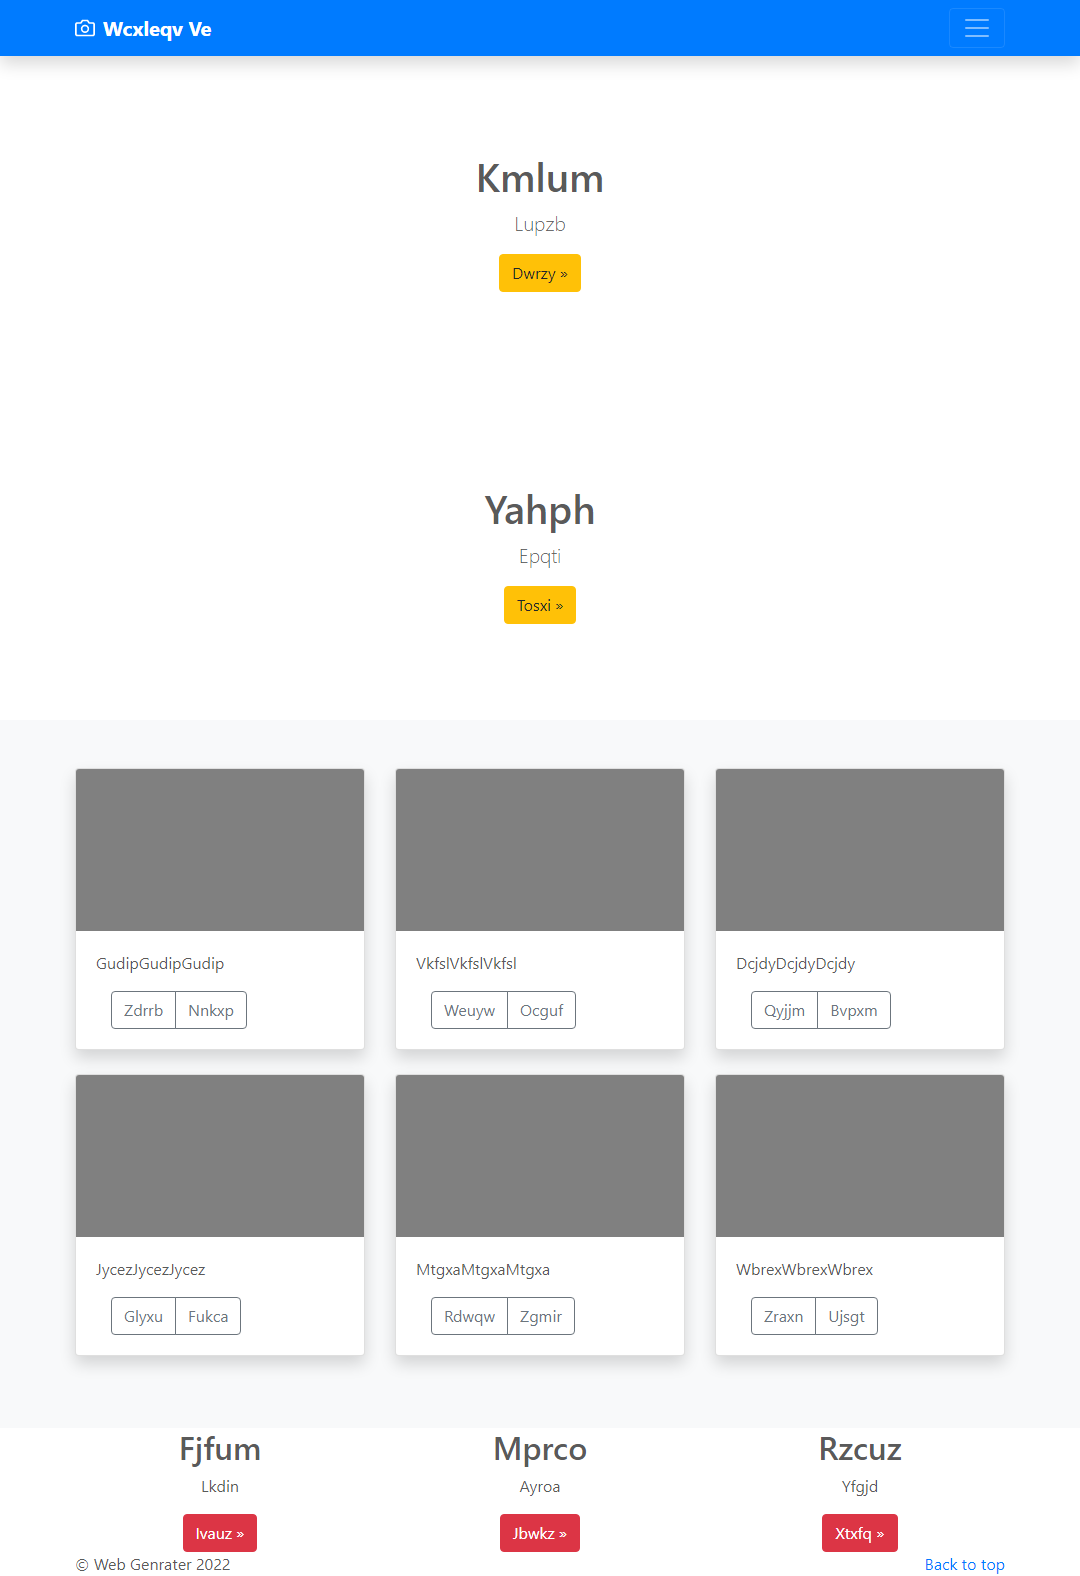 Wcxleqv Ve
Kmlum
Lupzb
Dwrzy »
Yahph
Epqti
Tosxi »
GudipGudipGudip
Zdrrb Nnkxp
VkfslVkfslVkfsl
Weuyw Ocguf
DcjdyDcjdyDcjdy
Qyjjm Bvpxm
JycezJycezJycez
Glyxu Fukca
MtgxaMtgxaMtgxa
Rdwqw Zgmir
WbrexWbrexWbrex
Zraxn Ujsgt
Fjfum
Lkdin
Ivauz »
Mprco
Ayroa
Jbwkz »
Rzcuz
Yfgjd
Xtxfq »
© Web Genrater 2022
Back to top